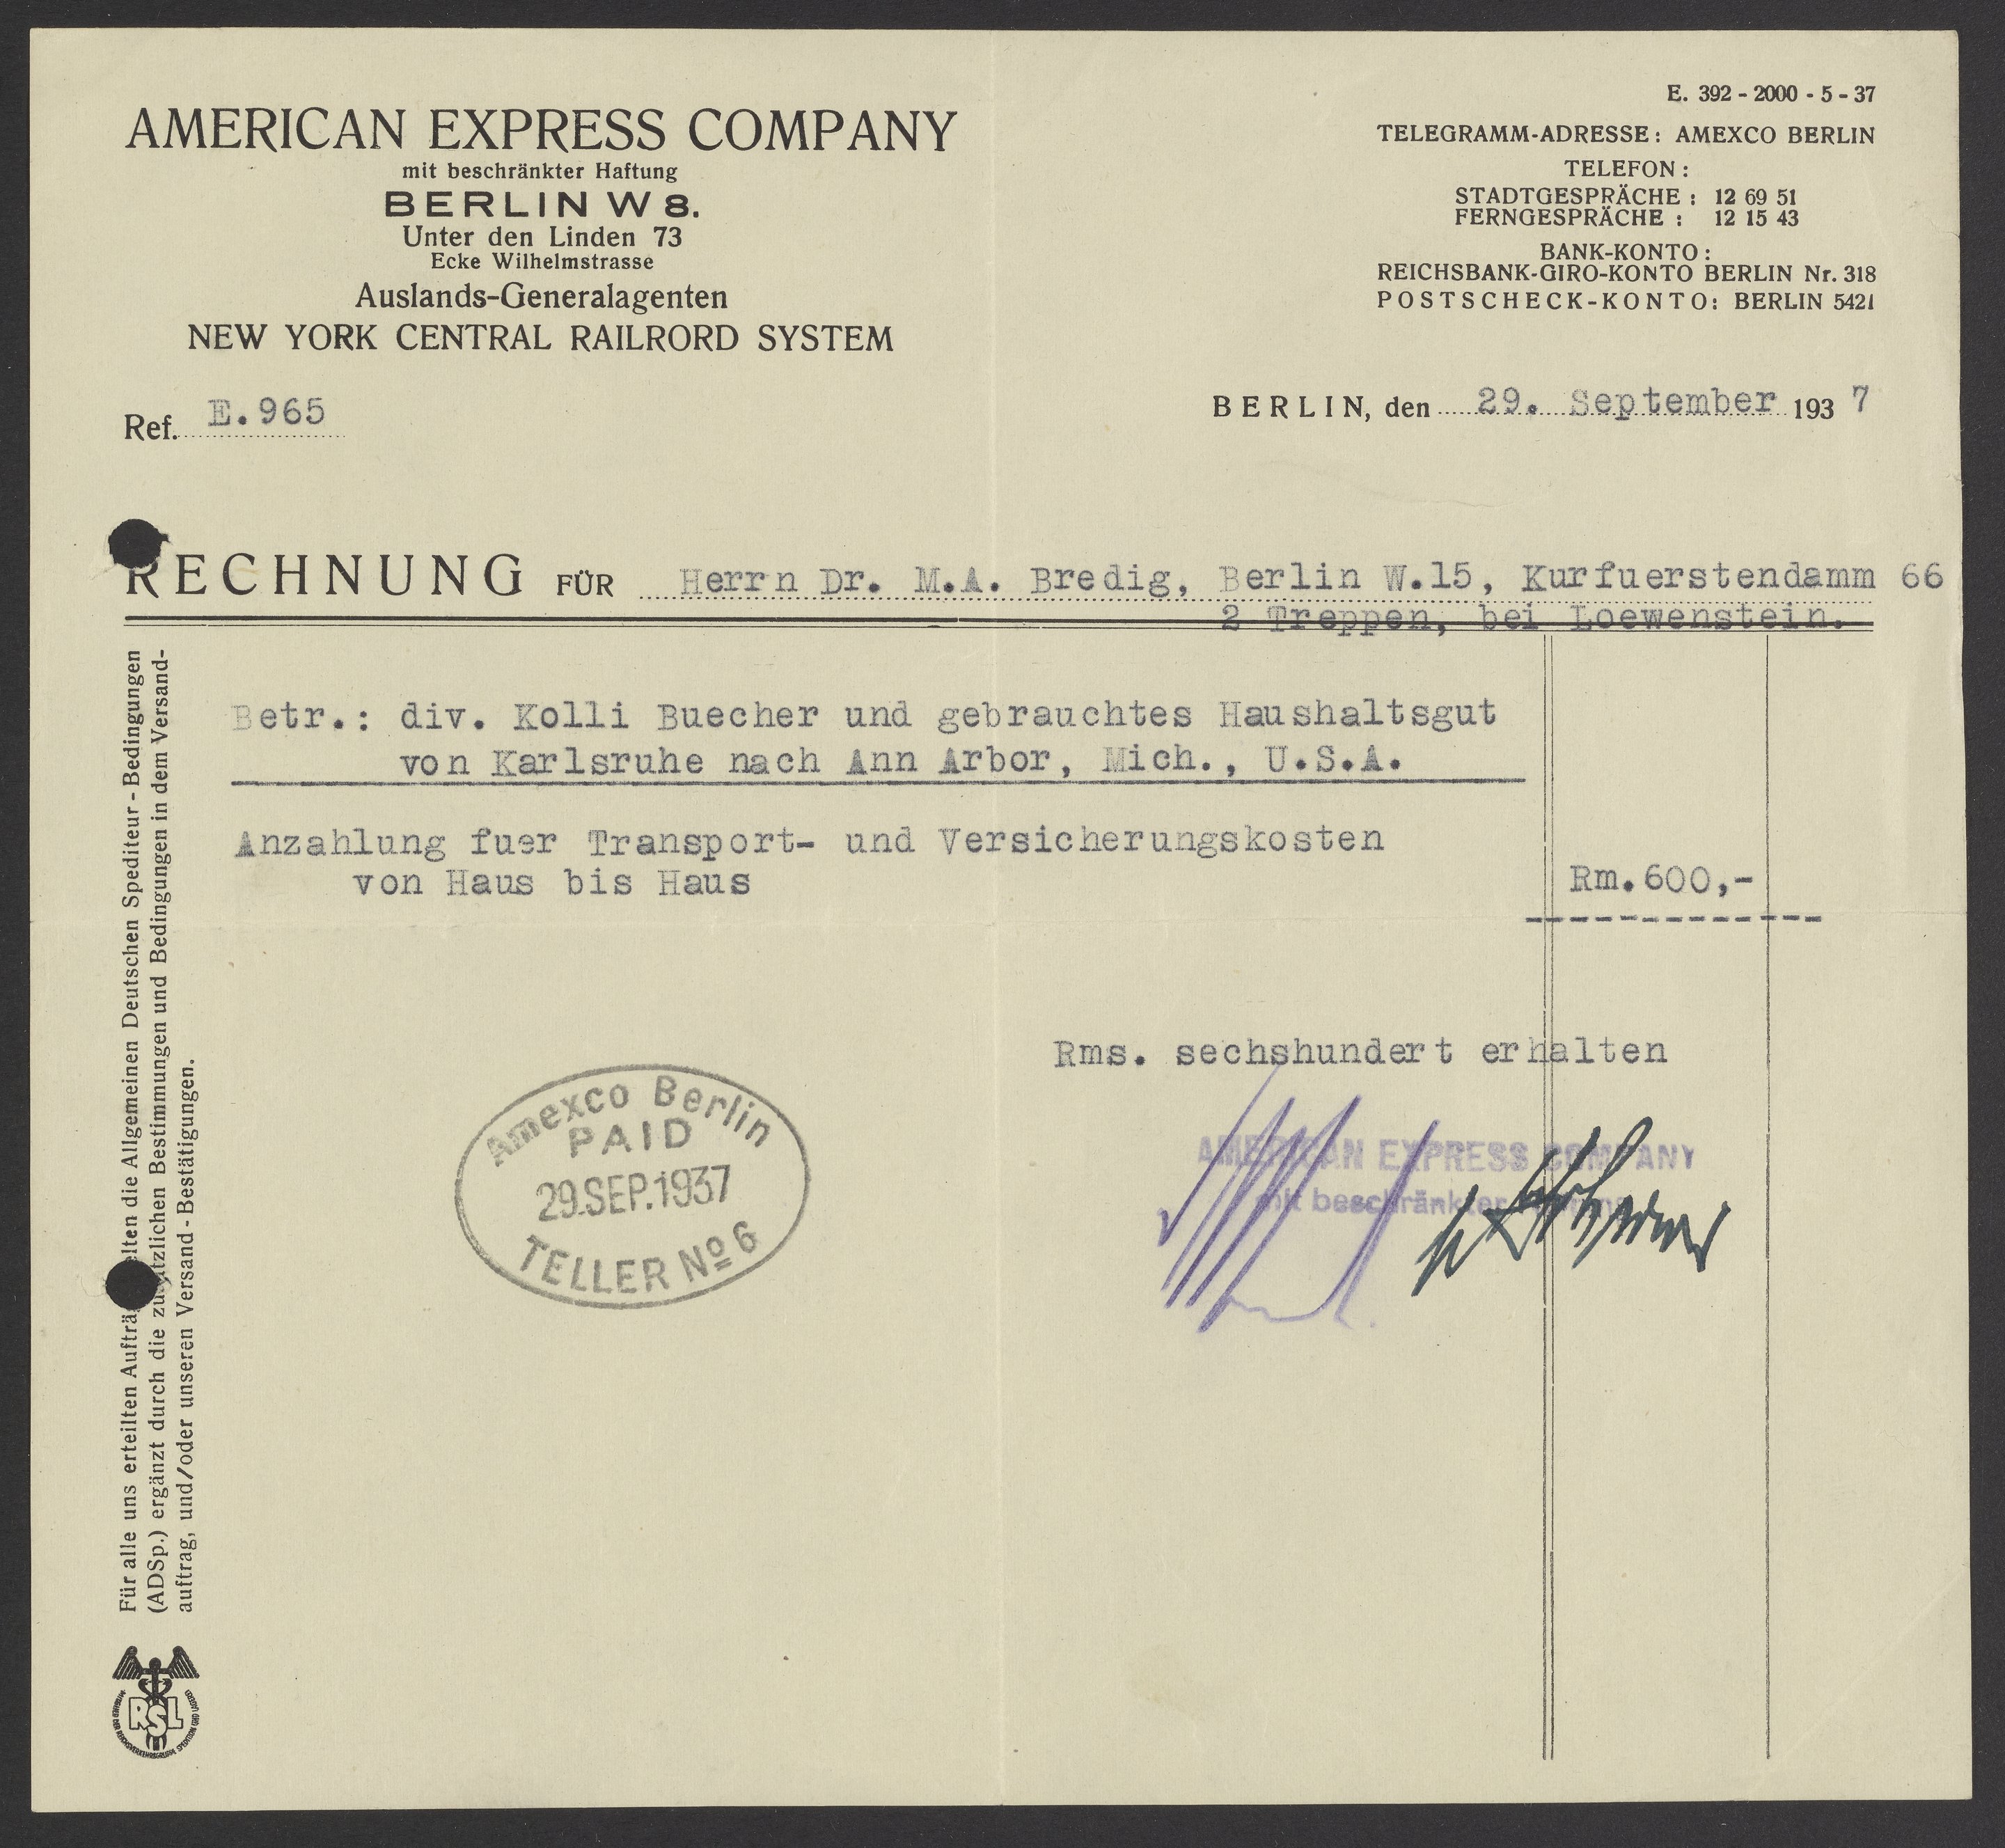 E. 392 - 2000 - 5 - 37
AMERICAN EXPRESS COMPANY
mit beschränkter Haftung
BERLIN W 8.
Unter den Linden 73
Ecke Wilhelmstrasse
Auslands-Generalagenten
NEW YORK CENTRAL RAILRORD SYSTEM
TELEGRAMM-ADRESSE: AMEXCO BERLIN
TELEFON:
STADTGESPRÄCHE: 12 69 51
FERNGESPRÄCHE: 12 15 43
BANK-KONTO:
REICHSBANK-GIRO-KONTO BERLIN Nr. 318
POSTSCHECK-KONTO: BERLIN 5421
Ref. E.965
BERLIN, den 29. September 193 7
RECHNUNG FÜR Herrn Dr. M.A. Bredig, Berlin W.15, Kurfuerstendamm 66
2 Treppen, bei Loewenstein.
Betr.: div. Kolli Buecher und gebrauchtes Haushaltsgut
von Karlsruhe nach Ann Arbor, Mich., U.S.A.
Anzahlung fuer Transport- und Versicherungskosten
von Haus bis Haus
Rm.600,-
Rms. sechshundert erhalten
Amexco Berlin
PAID
29.SEP.1937
TELLER Nº 6
AMERICAN EXPRESS COMPANY
mit beschränkter
Für alle uns erteilten Aufträ elten die Allgemeinen Deutschen Spediteur-Bedingungen
(ADSp.) ergänzt durch die zusätzlichen Bestimmungen und Bedingungen in dem Versand-
auftrag, und/oder unseren Versand-Bestätigungen.
RSL